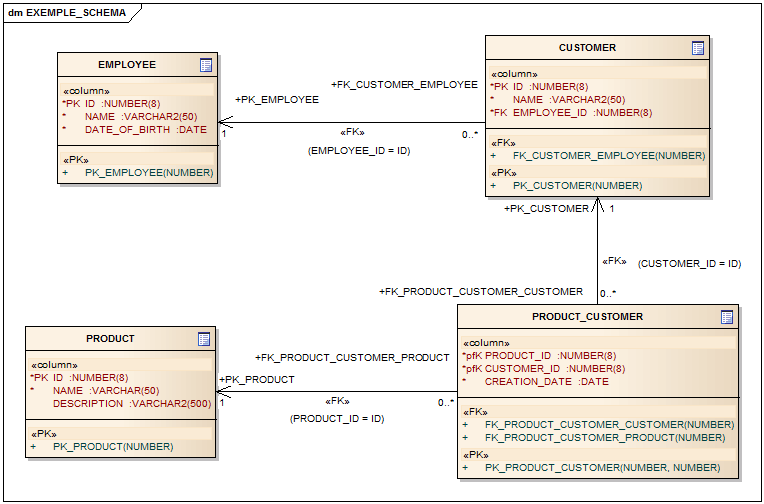 dm EXEMPLE_SCHEMA
EMPLOYEE
«column»
*PK ID :NUMBER(8)
* NAME :VARCHAR2(50)
* DATE_OF_BIRTH :DATE
«PK»
+ PK_EMPLOYEE(NUMBER)
+FK_CUSTOMER_EMPLOYEE
+PK_EMPLOYEE
1
«FK»
0..*
(EMPLOYEE_ID = ID)
CUSTOMER
«column»
*PK ID :NUMBER(8)
* NAME :VARCHAR2(50)
*FK EMPLOYEE_ID :NUMBER(8)
«FK»
+ FK_CUSTOMER_EMPLOYEE(NUMBER)
«PK»
+ PK_CUSTOMER(NUMBER)
+PK_CUSTOMER
1
«FK»
(CUSTOMER_ID = ID)
+FK_PRODUCT_CUSTOMER_CUSTOMER
0..*
PRODUCT
«column»
*PK ID :NUMBER(8)
* NAME :VARCHAR(50)
DESCRIPTION :VARCHAR2(500)
«PK»
+ PK_PRODUCT(NUMBER)
+FK_PRODUCT_CUSTOMER_PRODUCT
+PK_PRODUCT
1
«FK»
0..*
(PRODUCT_ID = ID)
PRODUCT_CUSTOMER
«column»
*pfK PRODUCT_ID :NUMBER(8)
*pfK CUSTOMER_ID :NUMBER(8)
* CREATION_DATE :DATE
«FK»
+ FK_PRODUCT_CUSTOMER_CUSTOMER(NUMBER)
+ FK_PRODUCT_CUSTOMER_PRODUCT(NUMBER)
«PK»
+ PK_PRODUCT_CUSTOMER(NUMBER, NUMBER)